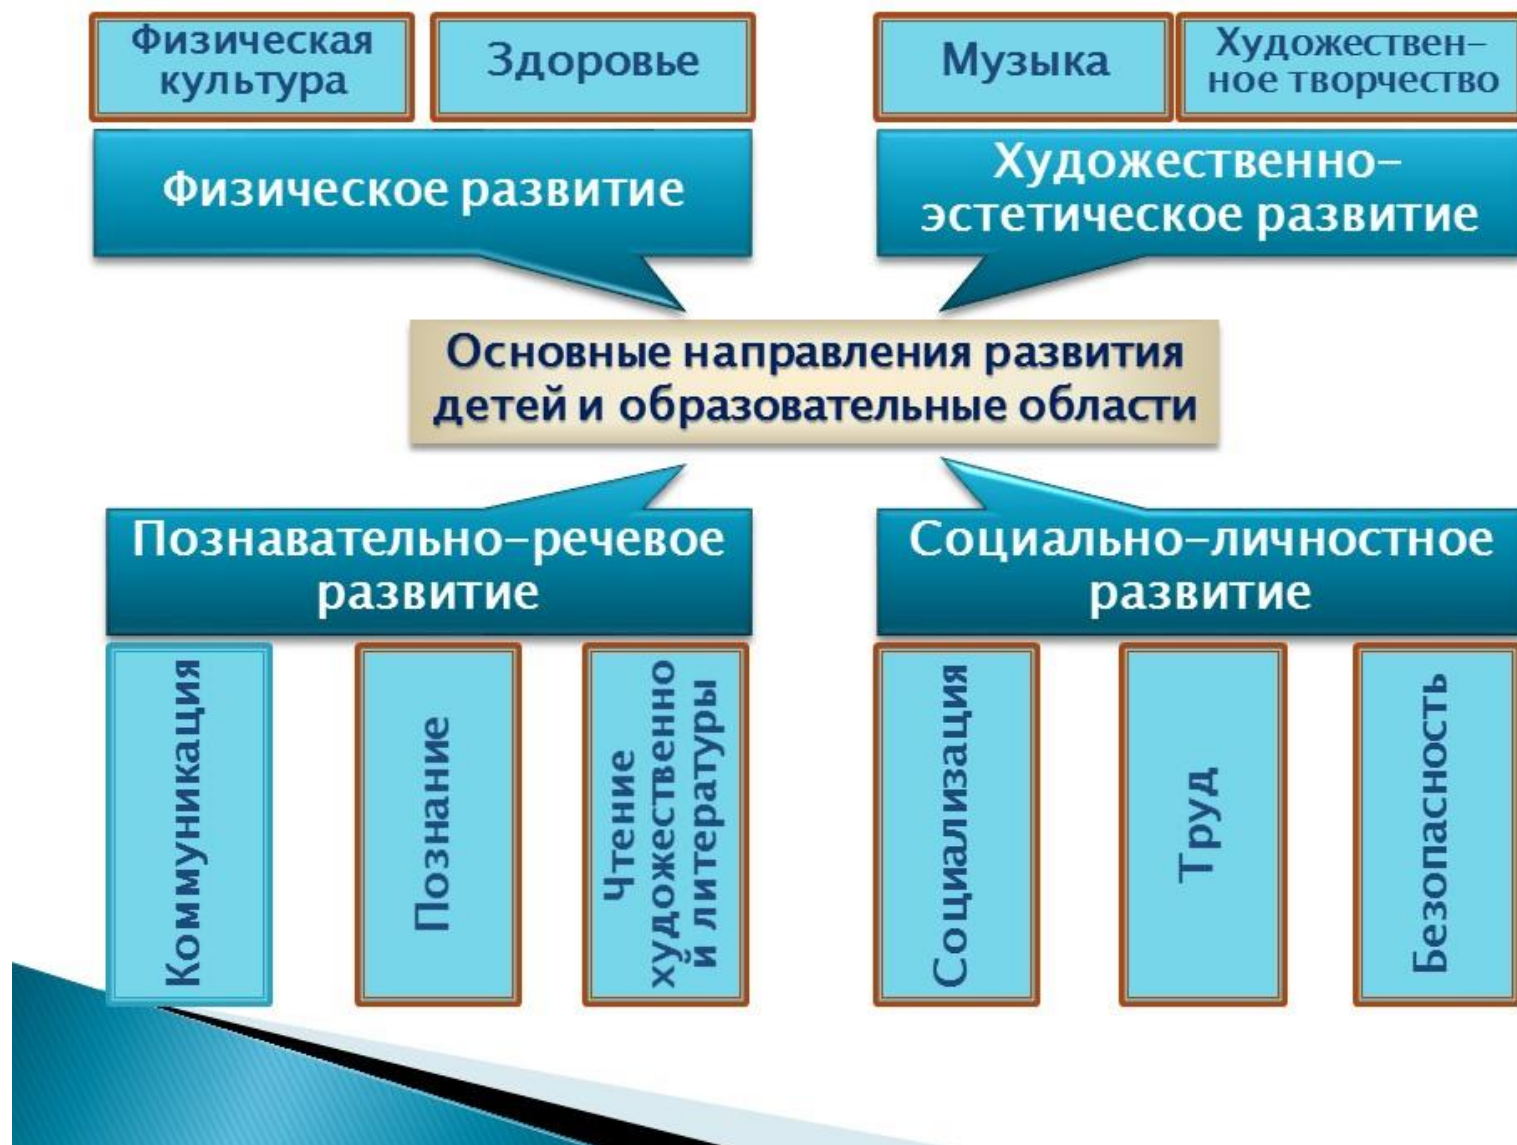 Физическая
культура
Здоровье
Музыка
Художествен-
ное творчество
Физическое развитие
Художественно-
эстетическое развитие
Основные направления развития
детей и образовательные области
Познавательно-речевое
развитие
Социально-личностное
развитие
Коммуникация
Познание
Чтение
художественно
й литературы
Социализация
Труд
Безопасность